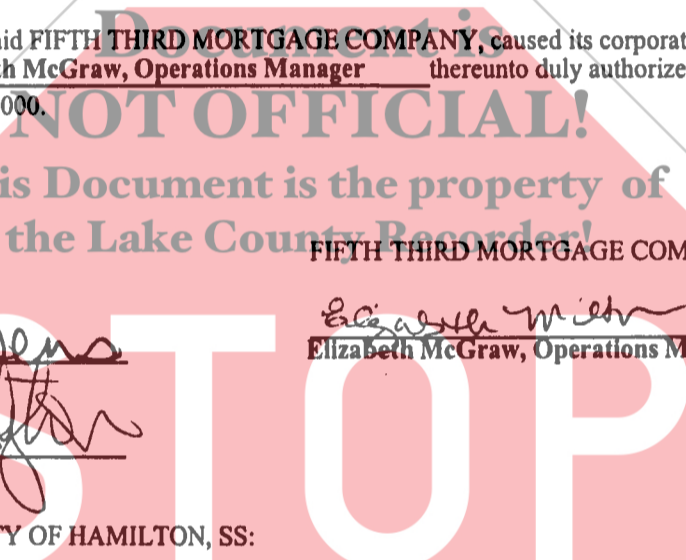 Document is
aid FIFTH THIRD MORTGAGE COMPANY, caused its corporat
h McGraw, Operations Manager thereunto duly authorize
000.
NOT OFFICIAL!
is Document is the property of
the Lake County Recorder!
FIFTH THIRD MORTGAGE COM
Elizabeth
Elizabeth McGraw, Operations M
STOP
Y OF HAMILTON, SS: